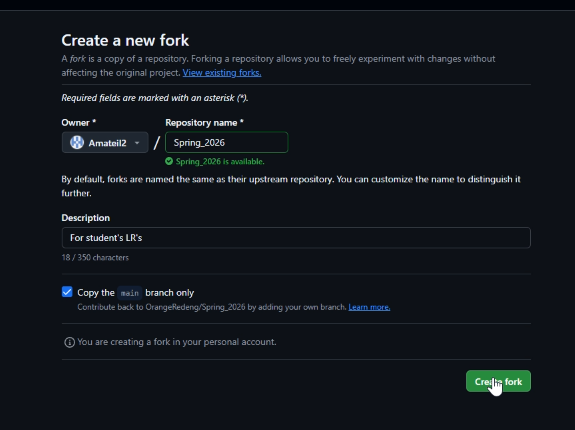 Create a new fork
A fork is a copy of a repository. Forking a repository allows you to freely experiment with changes without
affecting the original project. View existing forks.
Required fields are marked with an asterisk (*).
Owner * Repository name *
Amateil2 / Spring_2026
Spring_2026 is available.
By default, forks are named the same as their upstream repository. You can customize the name to distinguish it
further.
Description
For student's LR's
18 / 350 characters
Copy the main branch only
Contribute back to OrangeRedeng/Spring_2026 by adding your own branch. Learn more.
You are creating a fork in your personal account.
Create fork